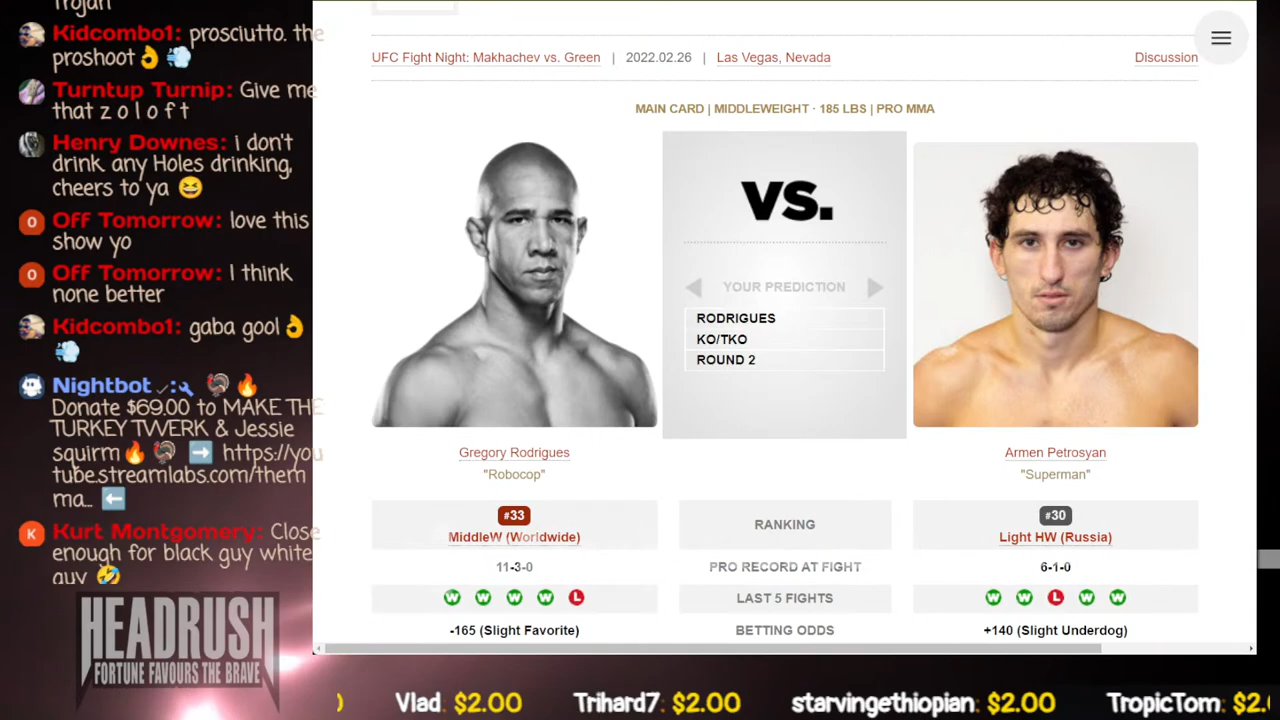 Trojan
Kidcombo1: prosciutto. the
proshoot👌
💨
Turntup Turnip: Give me
that z o l o f t
Henry Downes: i don't
drink any Holes drinking,
cheers to ya 😆
Off Tomorrow: love this
show yo
Off Tomorrow: I think
none better
Kidcombo1: gaba gool👌
💨
Nightbot ✓:🔧 🦃🔥
Donate $69.00 to MAKE THE
TURKEY TWERK & Jessie
squirm🔥🦃 ➡️ https://you
tube.streamlabs.com/them
ma... ⬅️
Kurt Montgomery: Close
enough for black guy white
guy 🤣
HEADRUSH
FORTUNE FAVOURS THE BRAVE
UFC Fight Night: Makhachev vs. Green | 2022.02.26 | Las Vegas, Nevada
Discussion
MAIN CARD | MIDDLEWEIGHT · 185 LBS | PRO MMA
VS.
YOUR PREDICTION
RODRIGUES
KO/TKO
ROUND 2
Gregory Rodrigues
"Robocop"
Armen Petrosyan
"Superman"
#33 RANKING #30
MiddleW (Worldwide) Light HW (Russia)
11-3-0 PRO RECORD AT FIGHT 6-1-0
W W W W L LAST 5 FIGHTS W W L W W
-165 (Slight Favorite) BETTING ODDS +140 (Slight Underdog)
Vlad: $2.00 Trihard7: $2.00 starvingethiopian: $2.00 TropicTom: $2.